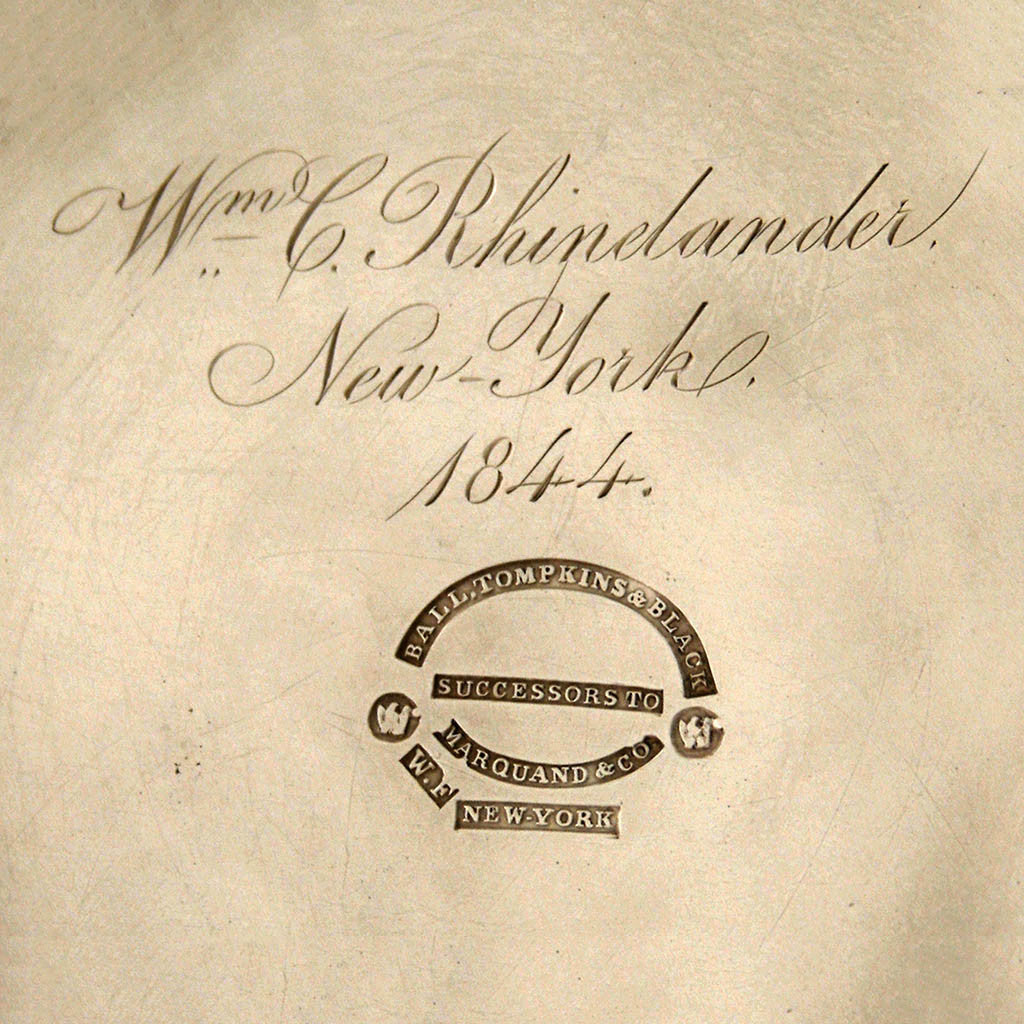 Wm C. Rhinelander.
New-York.
1844.
BALL, TOMPKINS & BLACK
SUCCESSORS TO
MARQUAND & CO.
W.F
NEW-YORK